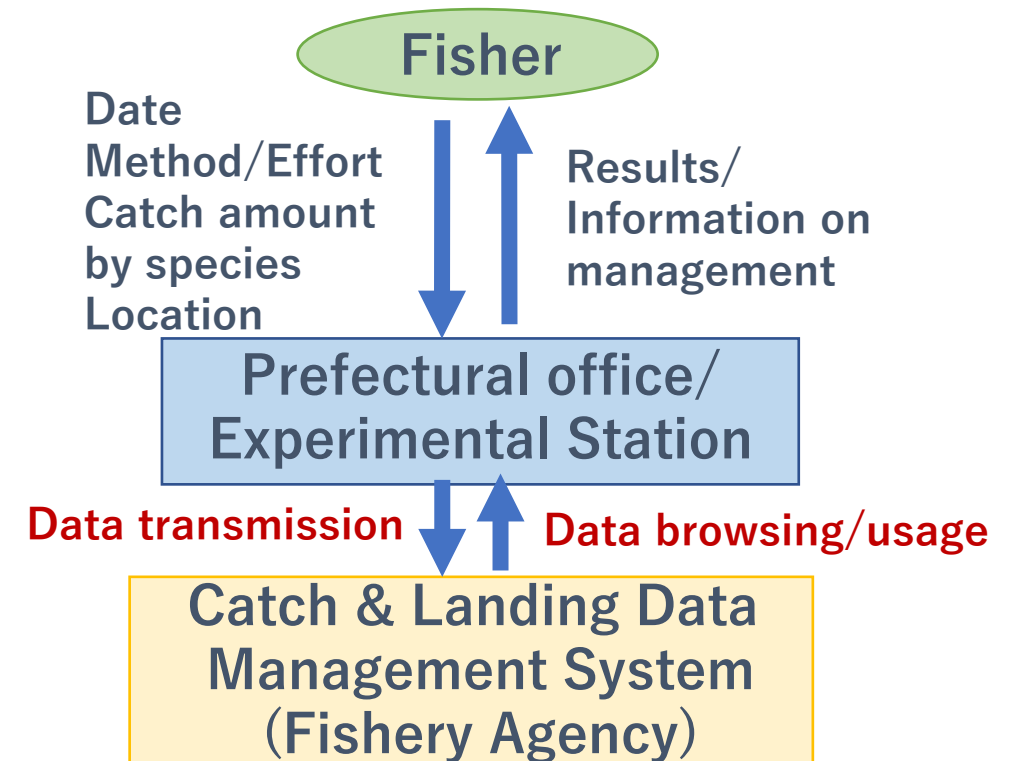 Fisher
Date
Method/Effort
Catch amount
by species
Location
Results/
Information on
management
Prefectural office/
Experimental Station
Data transmission
Data browsing/usage
Catch & Landing Data
Management System
(Fishery Agency)